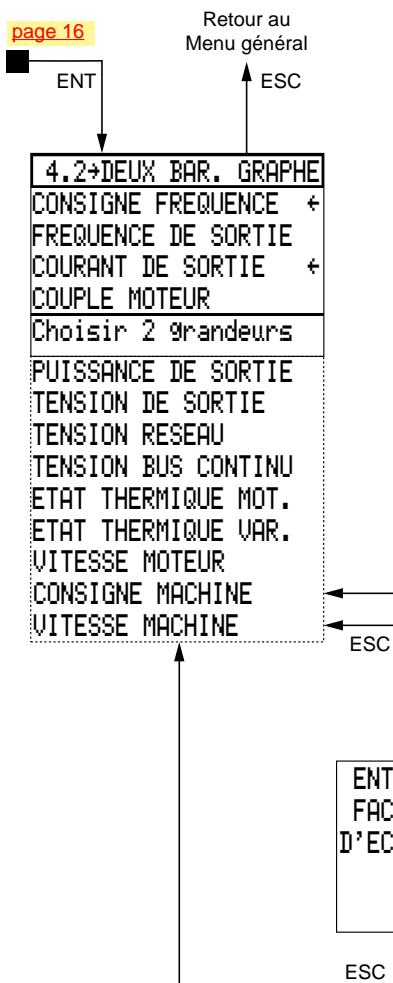 page 16
Retour au
Menu général
ENT
ESC
4.2→DEUX BAR. GRAPHE
CONSIGNE FREQUENCE ←
FREQUENCE DE SORTIE
COURANT DE SORTIE ←
COUPLE MOTEUR
Choisir 2 grandeurs
PUISSANCE DE SORTIE
TENSION DE SORTIE
TENSION RESEAU
TENSION BUS CONTINU
ETAT THERMIQUE MOT.
ETAT THERMIQUE VAR.
VITESSE MOTEUR
CONSIGNE MACHINE
VITESSE MACHINE
ESC
ENT
FAC
D'EC
ESC